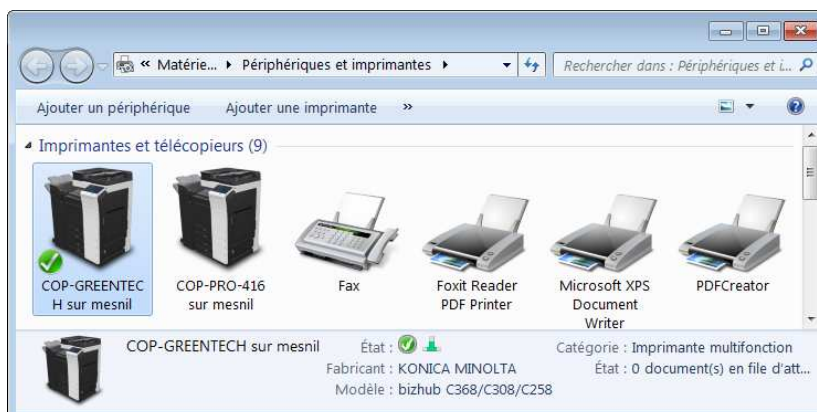 « Matérie... ▸ Périphériques et imprimantes ▸
Rechercher dans : Périphériques et i...
Ajouter un périphérique Ajouter une imprimante »
Imprimantes et télécopieurs (9)
COP-GREENTEC
H sur mesnil
COP-PRO-416
sur mesnil
Fax
Foxit Reader
PDF Printer
Microsoft XPS
Document
Writer
PDFCreator
COP-GREENTECH sur mesnil
État :
Catégorie : Imprimante multifonction
Fabricant : KONICA MINOLTA
État : 0 document(s) en file d'att...
Modèle : bizhub C368/C308/C258